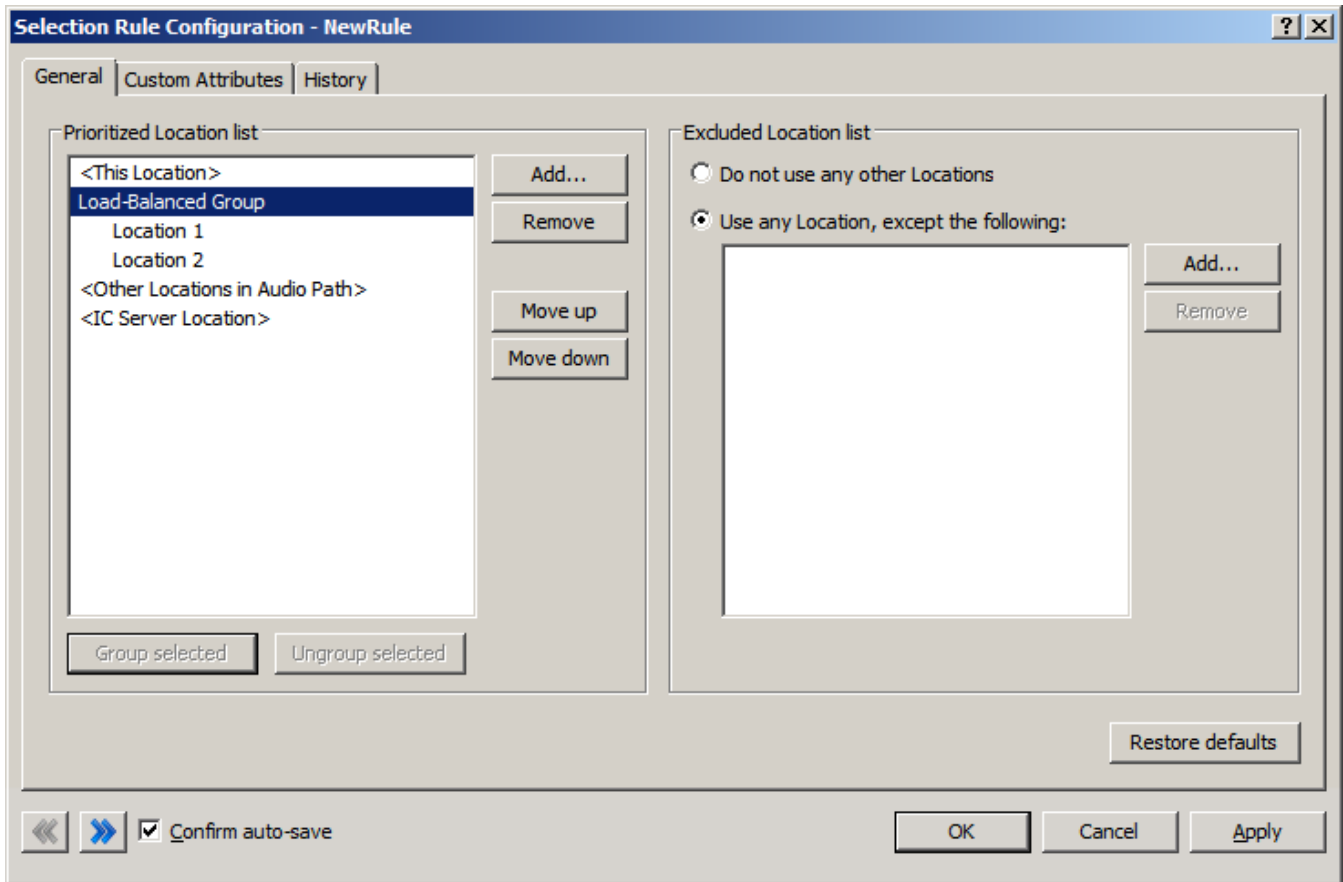 Selection Rule Configuration - NewRule
General
Custom Attributes
History
Prioritized Location list
<This Location>
Load-Balanced Group
Location 1
Location 2
<Other Locations in Audio Path>
<IC Server Location>
Add...
Remove
Move up
Move down
Group selected
Ungroup selected
Excluded Location list
Do not use any other Locations
Use any Location, except the following:
Add...
Remove
Restore defaults
Confirm auto-save
OK
Cancel
Apply